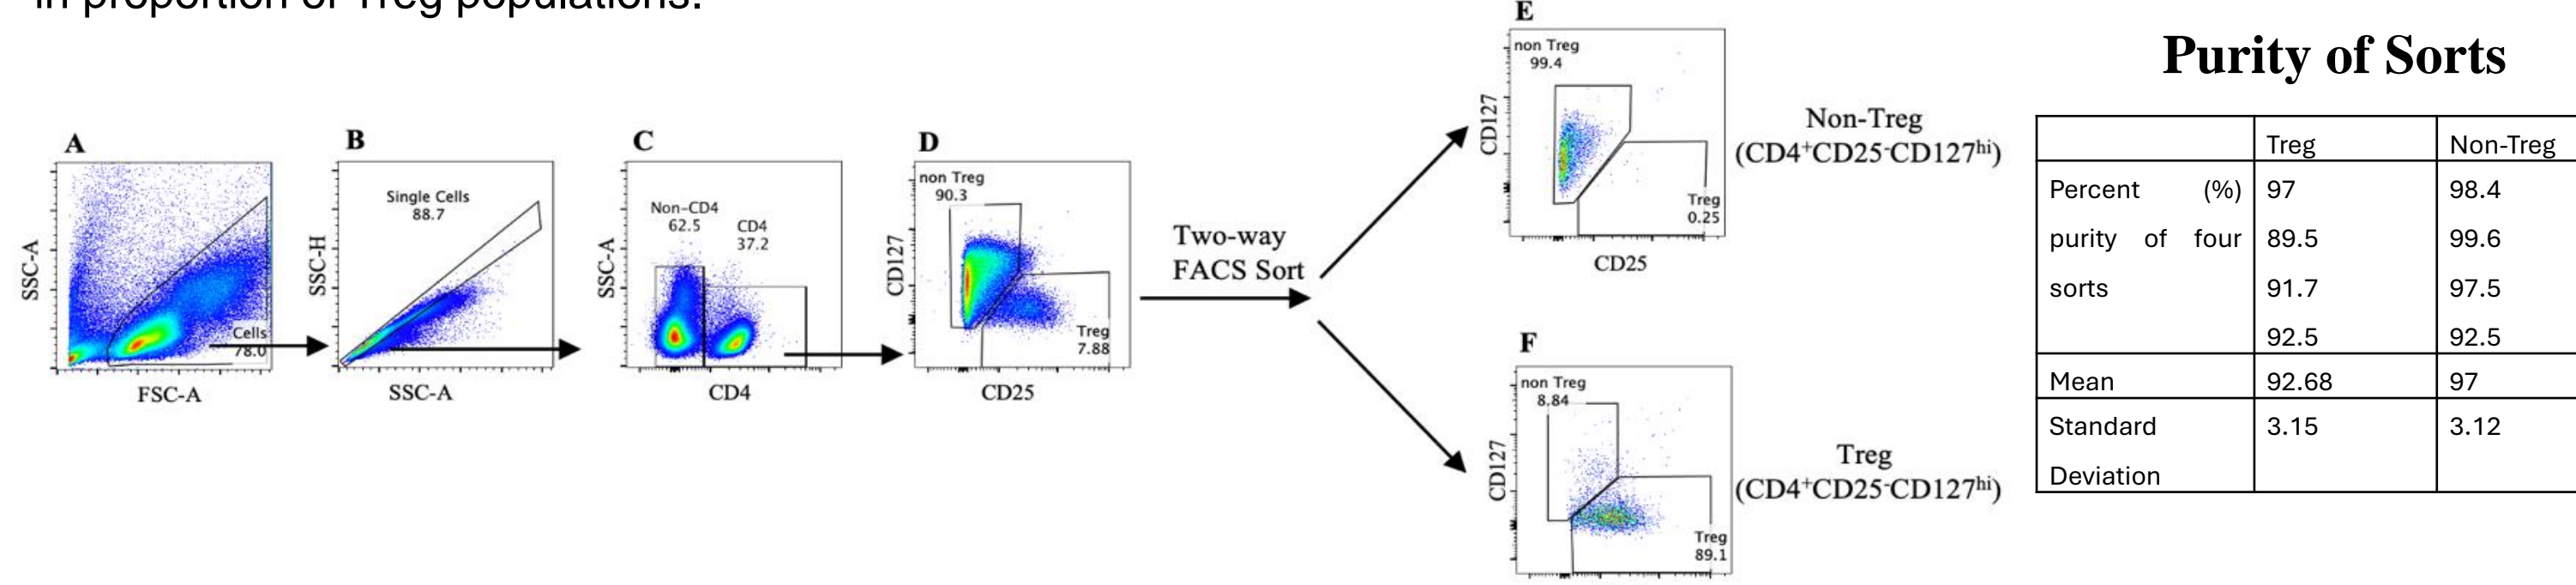 in proportion of Treg populations.
A
SSC-A
Cells
78.0
FSC-A
B
SSC-H
Single Cells
88.7
SSC-A
C
SSC-A
Non-CD4
62.5
CD4
37.2
CD4
D
CD127
non Treg
90.3
Treg
7.88
CD25
Two-way
FACS Sort
E
CD127
non Treg
99.4
Treg
0.25
CD25
Non-Treg
(CD4⁺CD25⁻CD127ʰⁱ)
F
CD127
non Treg
8.84
Treg
89.1
Treg
(CD4⁺CD25⁻CD127ʰⁱ)
Purity of Sorts
Treg Non-Treg
Percent (%) 97 98.4
purity of four 89.5 99.6
sorts 91.7 97.5
92.5 92.5
Mean 92.68 97
Standard 3.15 3.12
Deviation